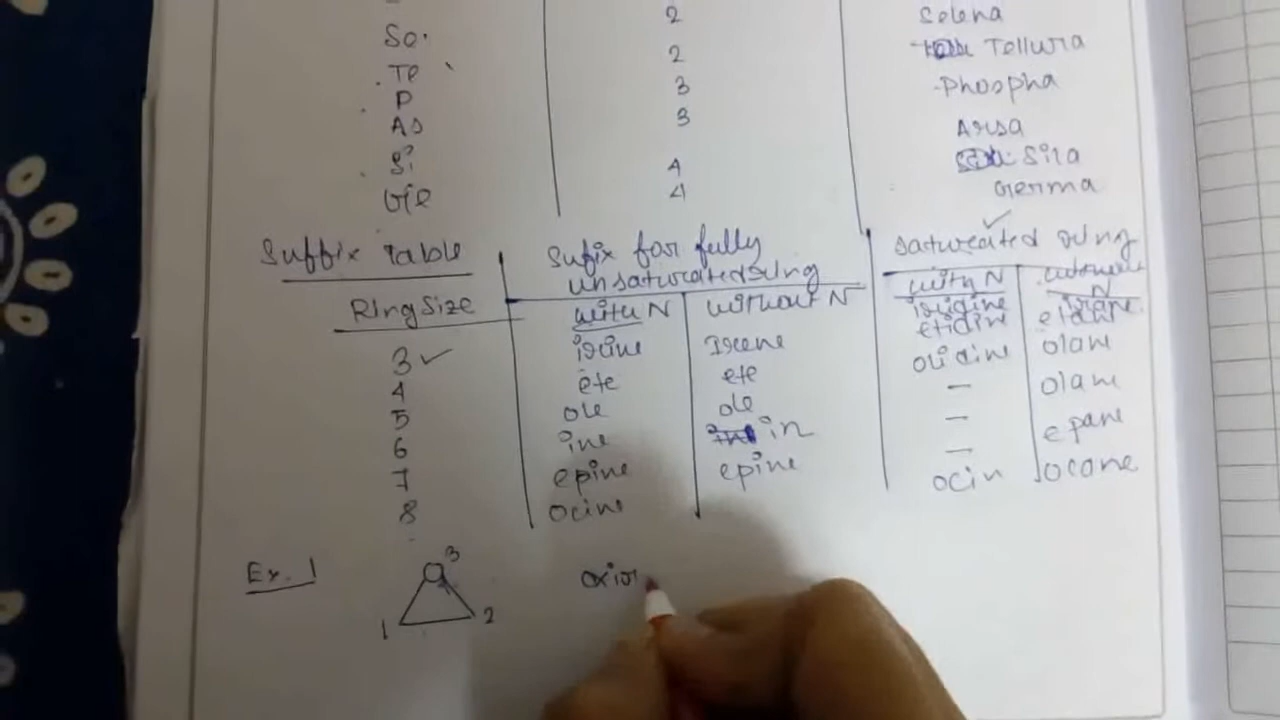 2 Selena
Se. 2 Tellura
Te 3 Phospha
P 3
As Arsa
Si 4 Sila
Ge 4 Germa
Suffix Table Sufix for fully unsaturated ring saturated ring
Ring Size with N without N with N without N
3 irine Irene irigine irane
4 ete ete etidine etane
5 ole ole olidine olane
6 ine in — olane
7 epine epine — epane
8 ocine — ocin ocane
Ex. 1 3
1 2
oxir